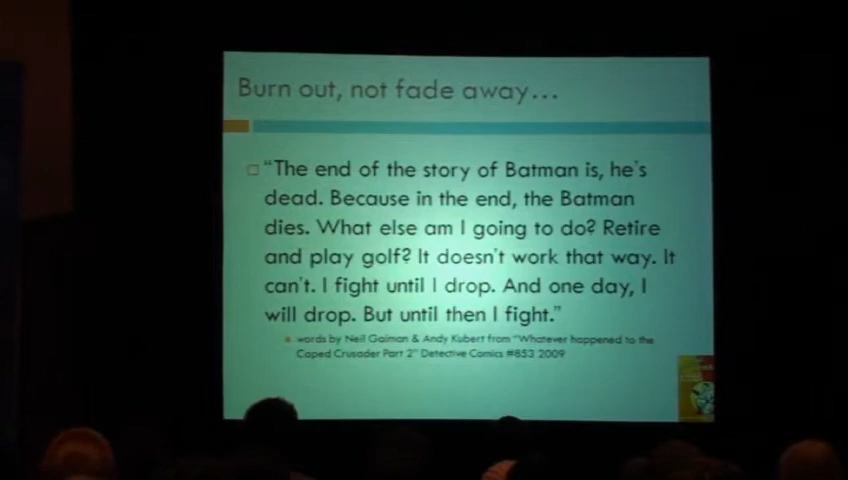 Burn out, not fade away...
"The end of the story of Batman is, he's
dead. Because in the end, the Batman
dies. What else am I going to do? Retire
and play golf? It doesn't work that way. It
can't. I fight until I drop. And one day, I
will drop. But until then I fight."
words by Neil Gaiman & Andy Kubert from "Whatever happened to the
Caped Crusader Part 2" Detective Comics #853 2009